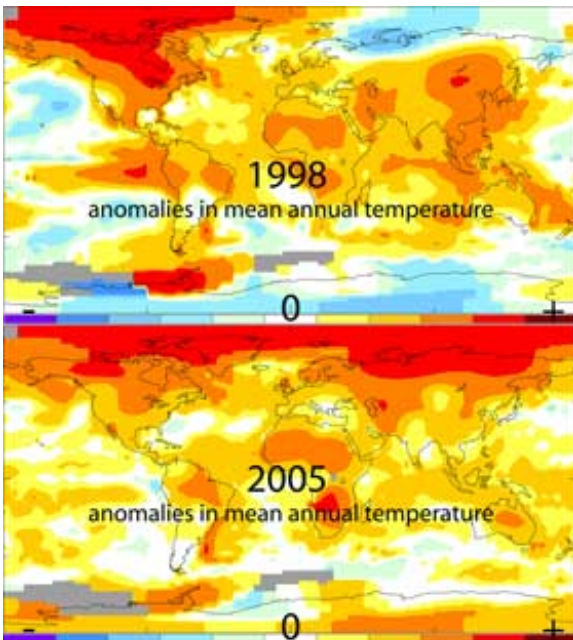 1998
anomalies in mean annual temperature
- 0 +
2005
anomalies in mean annual temperature
- 0 +